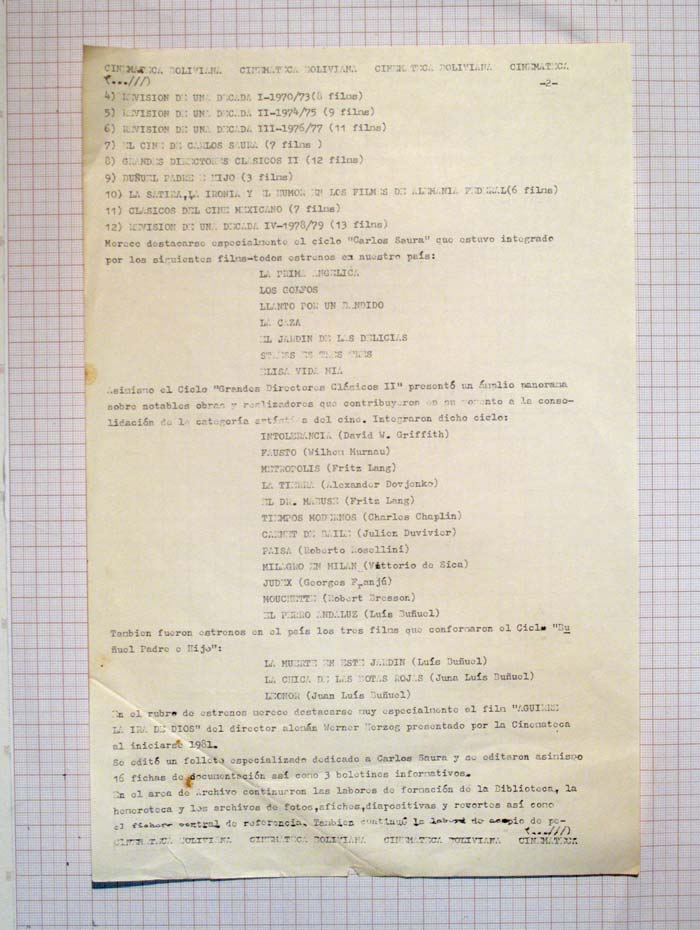 CINEMATECA BOLIVIANA CINEMATECA BOLIVIANA CINEMATECA BOLIVIANA CINEMATECA
(...///) -2-
4) REVISION DE UNA DECADA I-1970/73(8 films)
5) REVISION DE UNA DECADA II-1974/75 (9 films)
6) REVISION DE UNA DECADA III-1976/77 (11 films)
7) EL CINE DE CARLOS SAURA (7 films )
8) GRANDES DIRECTORES CLASICOS II (12 films)
9) BUÑUEL PADRE E HIJO (3 films)
10) LA SATIRA,LA IRONIA Y EL HUMOR EN LOS FILMES DE ALEMANIA FEDERAL(6 films)
11) CLASICOS DEL CINE MEXICANO (7 films)
12) REVISION DE UNA DECADA IV-1978/79 (13 films)
Merece destacarse especialmente el ciclo "Carlos Saura" que estuvo integrado
por los siguientes films-todos estrenos en nuestro país:
LA PRIMA ANGELICA
LOS GOLFOS
LLANTO POR UN BANDIDO
LA CAZA
EL JARDIN DE LAS DELICIAS
STRESS ES TRES TRES
ELISA VIDA MIA
Asimismo el Ciclo "Grandes Directores Clásicos II" presentó un ámplio panorama
sobre notables obras y realizadores que contribuyeron en su momento a la conso-
lidación de la categoría artística del cine. Integraron dicho ciclo:
INTOLERANCIA (David W. Griffith)
FAUSTO (Wilhem Murnau)
METROPOLIS (Fritz Lang)
LA TIERRA (Alexander Dovjenko)
EL DR. MABUSE (Fritz Lang)
TIEMPOS MODERNOS (Charles Chaplin)
CARNET DE BAILE (Julien Duvivier)
PAISA (Roberto Rosellini)
MILAGRO EN MILAN (Vittorio de Sica)
JUDEX (Georges Franjú)
MOUCHETTE (Robert Bresson)
EL PERRO ANDALUZ (Luís Buñuel)
Tambien fueron estrenos en el país los tres films que conformaron el Ciclo "Bu
ñuel Padre e Hijo":
LA MUERTE EN ESTE JARDIN (Luís Buñuel)
LA CHICA DE LAS BOTAS ROJAS (Juna Luís Buñuel)
LEONOR (Juan Luís Buñuel)
En el rubro de estrenos merece destacarse muy especialmente el film "AGUIRRE
LA IRA DE DIOS" del director alemán Werner Herzog presentado por la Cinemateca
al iniciarse 1981.
Se editó un folleto especializado dedicado a Carlos Saura y se editaron asimismo
16 fichas de documentación así como 3 boletines informativos.
En el area de Archivo continuaron las labores de formación de la Biblioteca, la
hemeroteca y los archivos de fotos,afiches,diapositivas y recortes así como
el fichero central de referencia. Tambien continuó la labor de acopio de pe-
(...///)
CINEMATECA BOLIVIANA CINEMATECA BOLIVIANA CINEMATECA BOLIVIANA CINEMATECA